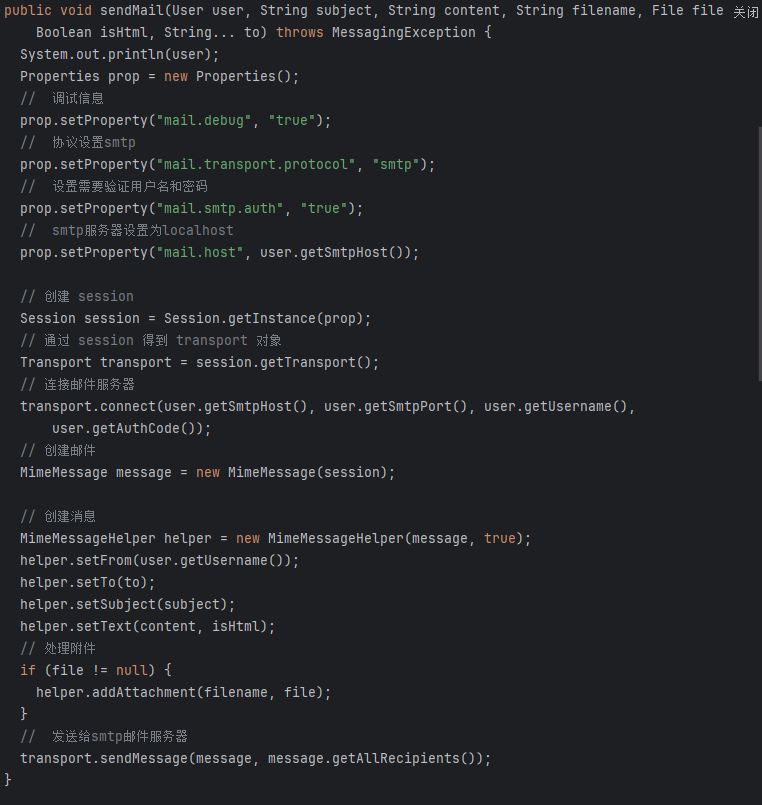 public void sendMail(User user, String subject, String content, String filename, File file 关闭
    Boolean isHtml, String... to) throws MessagingException {
  System.out.println(user);
  Properties prop = new Properties();
  //  调试信息
  prop.setProperty("mail.debug", "true");
  //  协议设置smtp
  prop.setProperty("mail.transport.protocol", "smtp");
  //  设置需要验证用户名和密码
  prop.setProperty("mail.smtp.auth", "true");
  //  smtp服务器设置为localhost
  prop.setProperty("mail.host", user.getSmtpHost());

  // 创建 session
  Session session = Session.getInstance(prop);
  // 通过 session 得到 transport 对象
  Transport transport = session.getTransport();
  // 连接邮件服务器
  transport.connect(user.getSmtpHost(), user.getSmtpPort(), user.getUsername(),
      user.getAuthCode());
  // 创建邮件
  MimeMessage message = new MimeMessage(session);

  // 创建消息
  MimeMessageHelper helper = new MimeMessageHelper(message, true);
  helper.setFrom(user.getUsername());
  helper.setTo(to);
  helper.setSubject(subject);
  helper.setText(content, isHtml);
  // 处理附件
  if (file != null) {
    helper.addAttachment(filename, file);
  }
  //  发送给smtp邮件服务器
  transport.sendMessage(message, message.getAllRecipients());
}